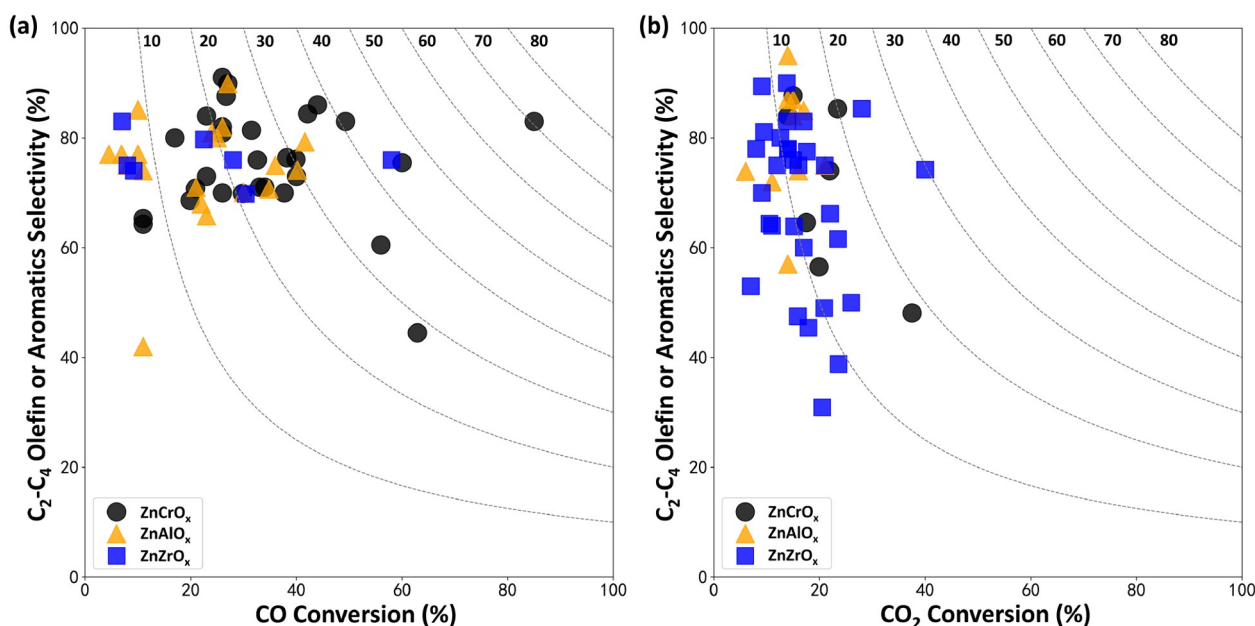 (a)
C₂-C₄ Olefin or Aromatics Selectivity (%)
100
80
60
40
20
0
10 20 30 40 50 60 70 80
ZnCrOₓ
ZnAlOₓ
ZnZrOₓ
0 20 40 60 80 100
CO Conversion (%)
(b)
C₂-C₄ Olefin or Aromatics Selectivity (%)
100
80
60
40
20
0
10 20 30 40 50 60 70 80
ZnCrOₓ
ZnAlOₓ
ZnZrOₓ
0 20 40 60 80 100
CO₂ Conversion (%)